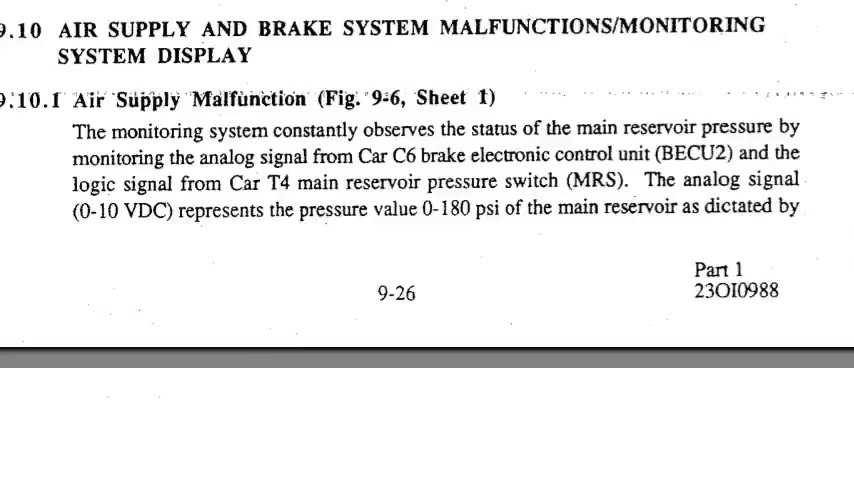 9.10 AIR SUPPLY AND BRAKE SYSTEM MALFUNCTIONS/MONITORING
SYSTEM DISPLAY
9.10.1 Air Supply Malfunction (Fig. 9-6, Sheet 1)
The monitoring system constantly observes the status of the main reservoir pressure by
monitoring the analog signal from Car C6 brake electronic control unit (BECU2) and the
logic signal from Car T4 main reservoir pressure switch (MRS). The analog signal
(0-10 VDC) represents the pressure value 0-180 psi of the main reservoir as dictated by
Part 1
9-26
23OI0988